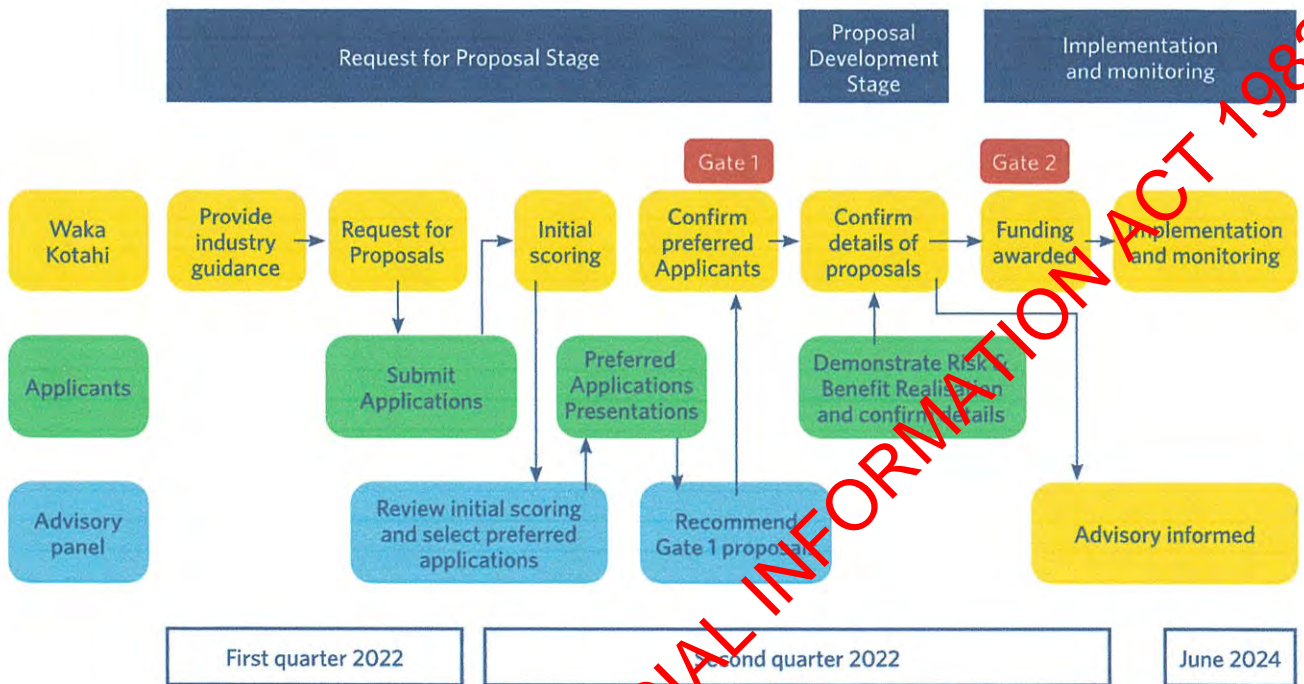 Request for Proposal Stage
Proposal
Development
Stage
Implementation
and monitoring
Gate 1
Gate 2
Waka
Kotahi
Provide
industry
guidance
Request for
Proposals
Initial
scoring
Confirm
preferred
Applicants
Confirm
details of
proposals
Funding
awarded
Implementation
and monitoring
Applicants
Submit
Applications
Preferred
Applications
Presentations
Demonstrate Risk &
Benefit Realisation
and confirm details
Advisory
panel
Review initial scoring
and select preferred
applications
Recommend
Gate 1 proposals
Advisory informed
First quarter 2022
Second quarter 2022
June 2024
INFORMATION ACT 198